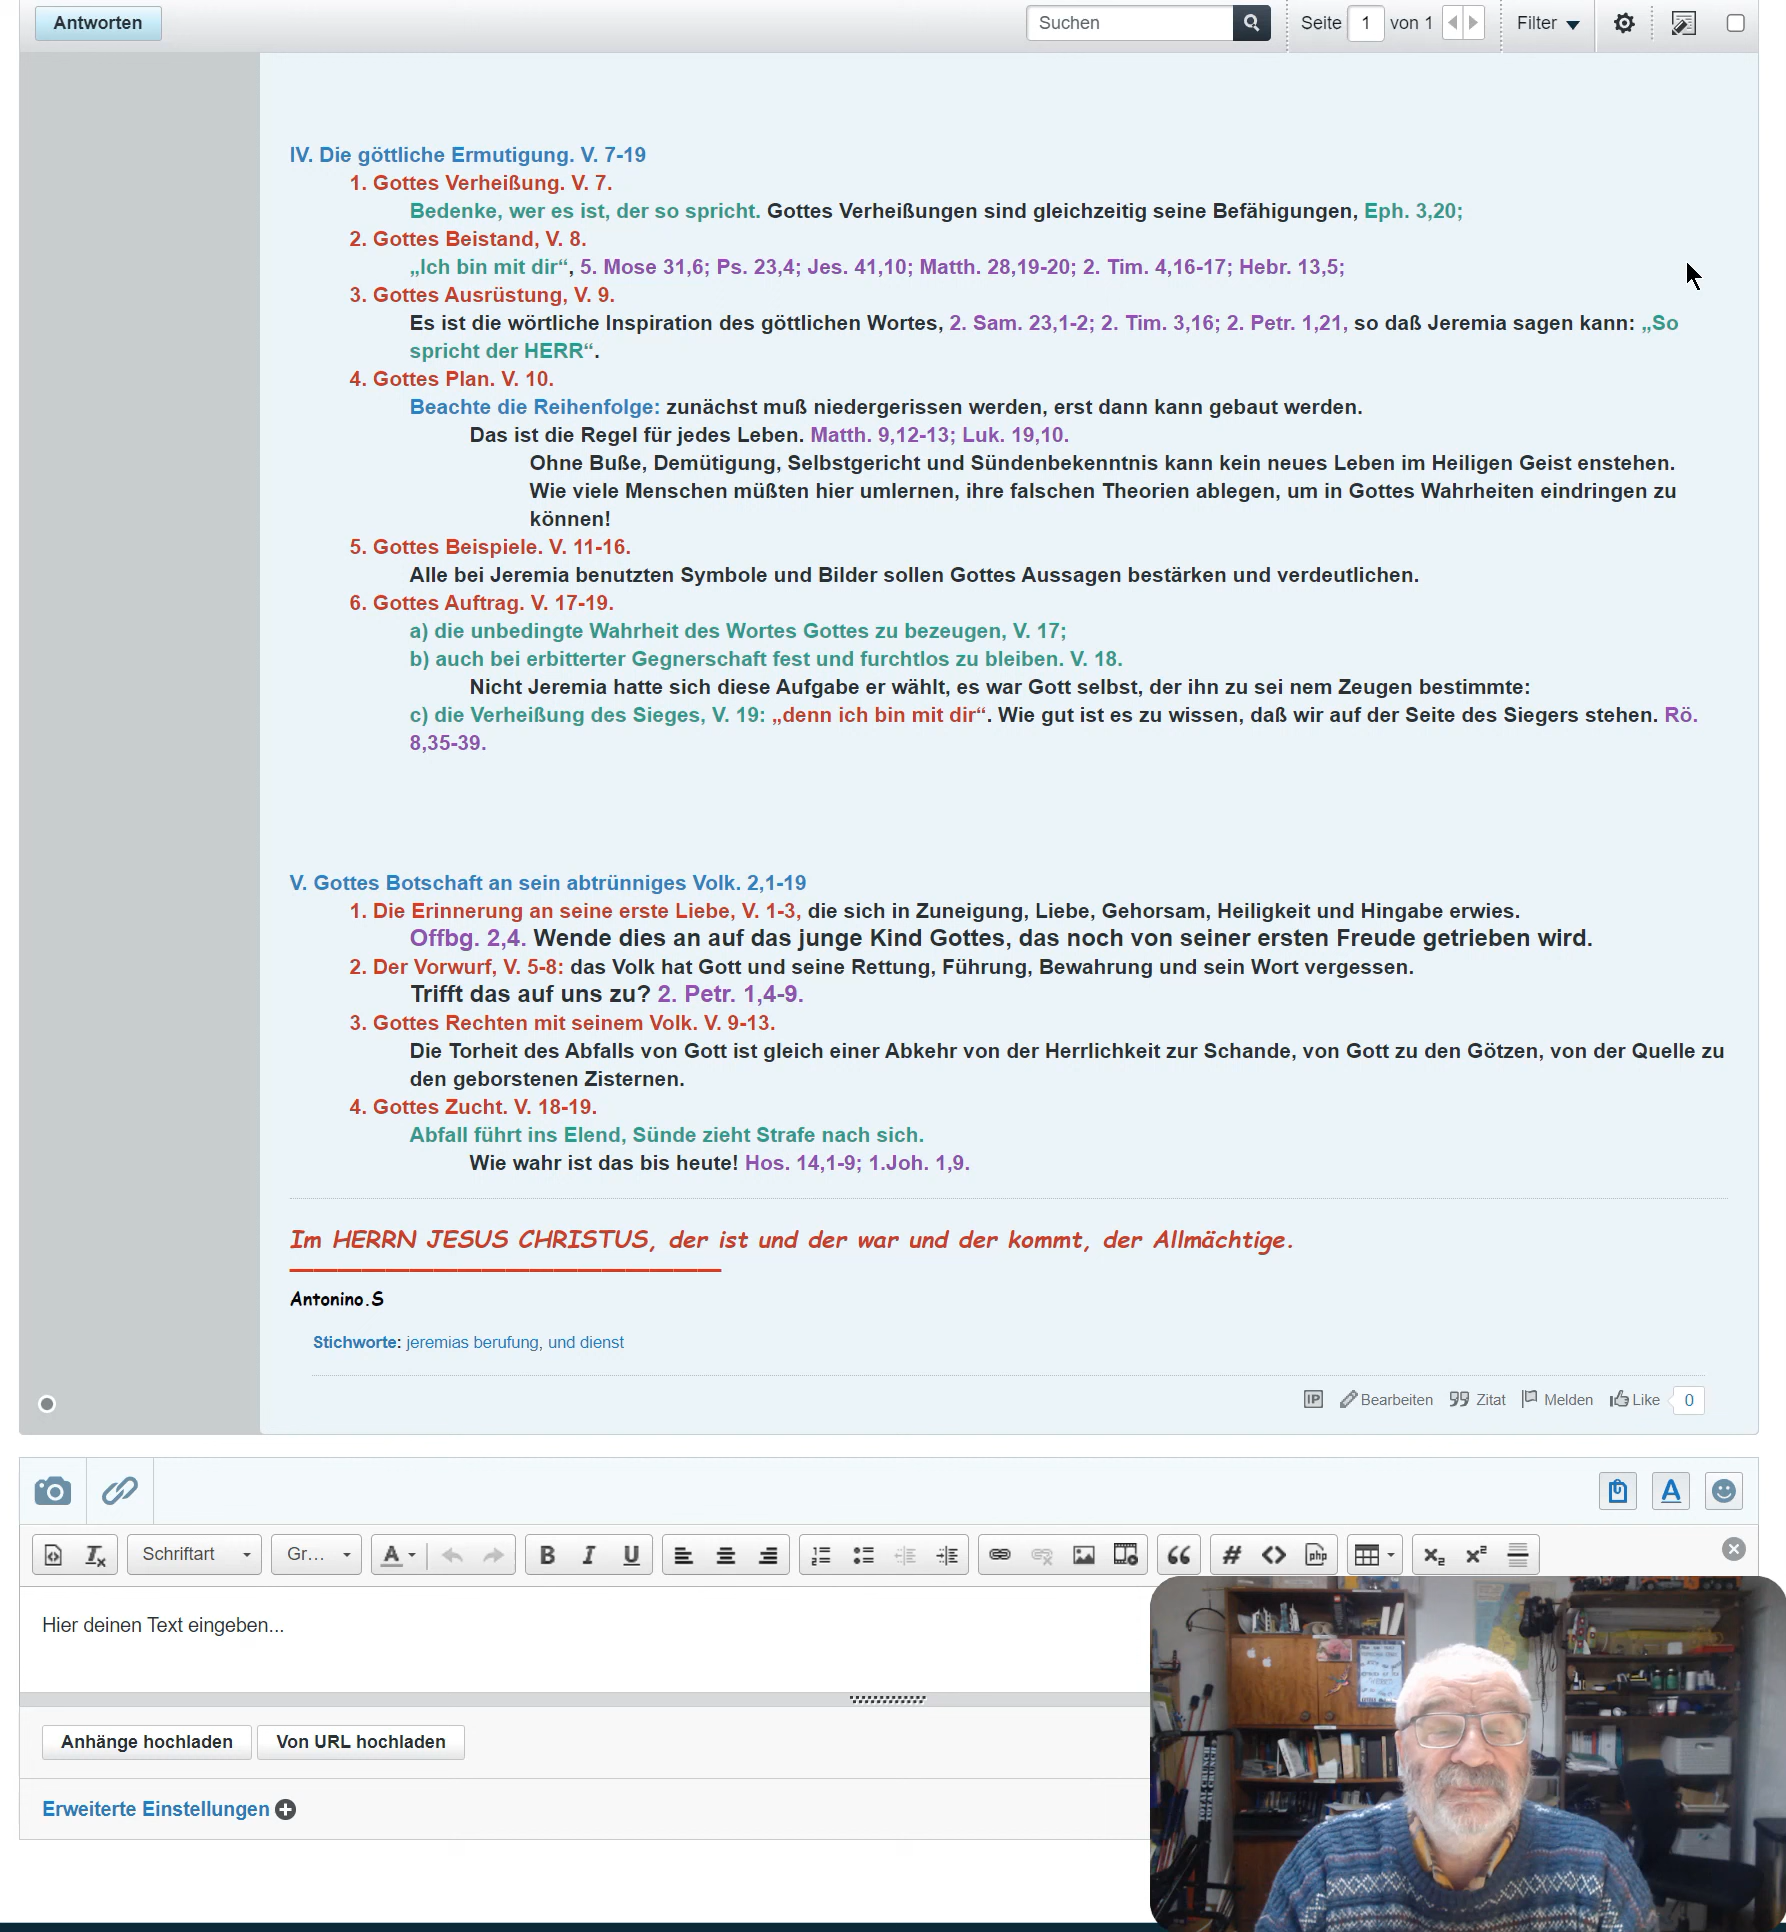 Antworten
Suchen
Seite 1 von 1
Filter
IV. Die göttliche Ermutigung. V. 7-19
1. Gottes Verheißung. V. 7.
Bedenke, wer es ist, der so spricht. Gottes Verheißungen sind gleichzeitig seine Befähigungen, Eph. 3,20;
2. Gottes Beistand, V. 8.
„Ich bin mit dir“, 5. Mose 31,6; Ps. 23,4; Jes. 41,10; Matth. 28,19-20; 2. Tim. 4,16-17; Hebr. 13,5;
3. Gottes Ausrüstung, V. 9.
Es ist die wörtliche Inspiration des göttlichen Wortes, 2. Sam. 23,1-2; 2. Tim. 3,16; 2. Petr. 1,21, so daß Jeremia sagen kann: „So
spricht der HERR“.
4. Gottes Plan. V. 10.
Beachte die Reihenfolge: zunächst muß niedergerissen werden, erst dann kann gebaut werden.
Das ist die Regel für jedes Leben. Matth. 9,12-13; Luk. 19,10.
Ohne Buße, Demütigung, Selbstgericht und Sündenbekenntnis kann kein neues Leben im Heiligen Geist enstehen.
Wie viele Menschen müßten hier umlernen, ihre falschen Theorien ablegen, um in Gottes Wahrheiten eindringen zu
können!
5. Gottes Beispiele. V. 11-16.
Alle bei Jeremia benutzten Symbole und Bilder sollen Gottes Aussagen bestärken und verdeutlichen.
6. Gottes Auftrag. V. 17-19.
a) die unbedingte Wahrheit des Wortes Gottes zu bezeugen, V. 17;
b) auch bei erbitterter Gegnerschaft fest und furchtlos zu bleiben. V. 18.
Nicht Jeremia hatte sich diese Aufgabe er wählt, es war Gott selbst, der ihn zu sei nem Zeugen bestimmte:
c) die Verheißung des Sieges, V. 19: „denn ich bin mit dir“. Wie gut ist es zu wissen, daß wir auf der Seite des Siegers stehen. Rö.
8,35-39.
V. Gottes Botschaft an sein abtrünniges Volk. 2,1-19
1. Die Erinnerung an seine erste Liebe, V. 1-3, die sich in Zuneigung, Liebe, Gehorsam, Heiligkeit und Hingabe erwies.
Offbg. 2,4. Wende dies an auf das junge Kind Gottes, das noch von seiner ersten Freude getrieben wird.
2. Der Vorwurf, V. 5-8: das Volk hat Gott und seine Rettung, Führung, Bewahrung und sein Wort vergessen.
Trifft das auf uns zu? 2. Petr. 1,4-9.
3. Gottes Rechten mit seinem Volk. V. 9-13.
Die Torheit des Abfalls von Gott ist gleich einer Abkehr von der Herrlichkeit zur Schande, von Gott zu den Götzen, von der Quelle zu
den geborstenen Zisternen.
4. Gottes Zucht. V. 18-19.
Abfall führt ins Elend, Sünde zieht Strafe nach sich.
Wie wahr ist das bis heute! Hos. 14,1-9; 1.Joh. 1,9.
Im HERRN JESUS CHRISTUS, der ist und der war und der kommt, der Allmächtige.
Antonino.S
Stichworte: jeremias berufung, und dienst
IP Bearbeiten Zitat Melden Like 0
Schriftart Gr... A B I U # php x2 x2
Hier deinen Text eingeben...
Anhänge hochladen Von URL hochladen
Erweiterte Einstellungen